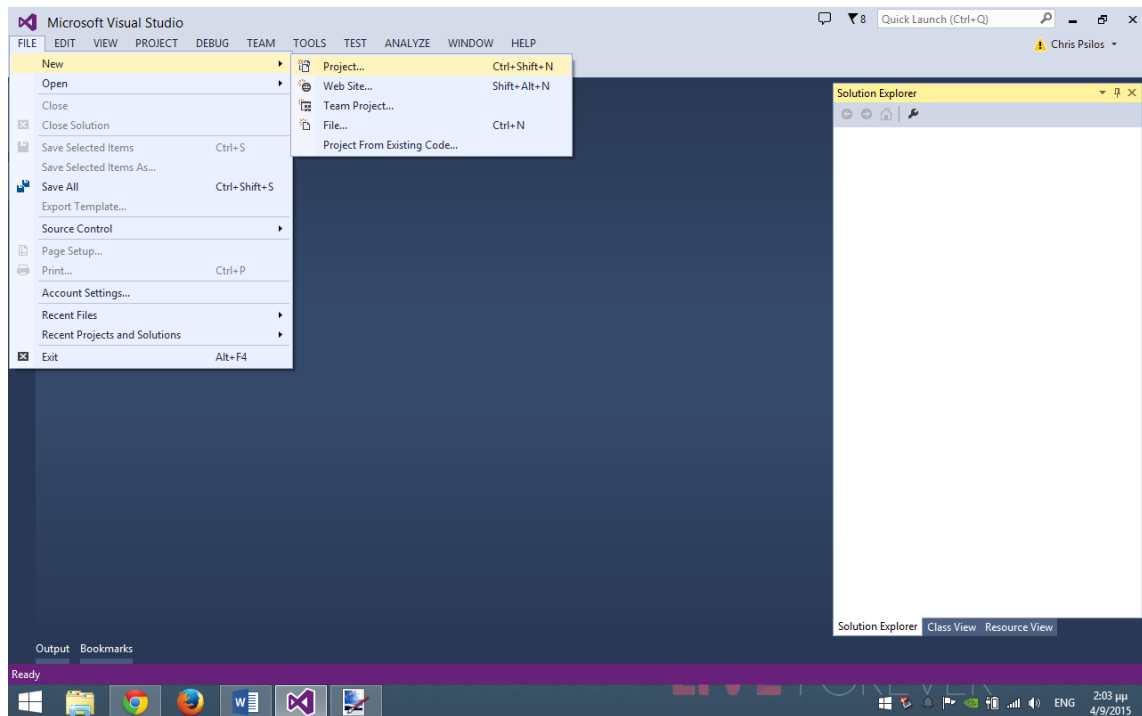 Microsoft Visual Studio
8 Quick Launch (Ctrl+Q)
FILE EDIT VIEW PROJECT DEBUG TEAM TOOLS TEST ANALYZE WINDOW HELP
Chris Psilos
New
Open
Close
Close Solution
Save Selected Items Ctrl+S
Save Selected Items As...
Save All Ctrl+Shift+S
Export Template...
Source Control
Page Setup...
Print... Ctrl+P
Account Settings...
Recent Files
Recent Projects and Solutions
Exit Alt+F4
Project... Ctrl+Shift+N
Web Site... Shift+Alt+N
Team Project...
File... Ctrl+N
Project From Existing Code...
Solution Explorer
Solution Explorer Class View Resource View
Output Bookmarks
Ready
ENG
2:03 μμ
4/9/2015